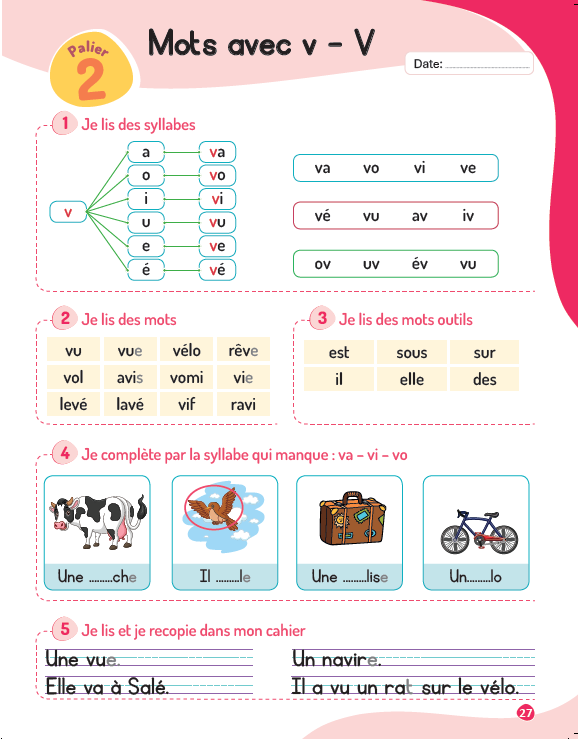 Palier
2
Mots avec v - V
Date: ........................
1 Je lis des syllabes
v
a va
o vo
i vi
u vu
e ve
é vé
va vo vi ve
vé vu av iv
ov uv év vu
2 Je lis des mots
vu vue vélo rêve
vol avis vomi vie
levé lavé vif ravi
3 Je lis des mots outils
est sous sur
il elle des
4 Je complète par la syllabe qui manque : va – vi – vo
Une .........che
Il .........le
Une .........lise
Un.........lo
5 Je lis et je recopie dans mon cahier
Une vue.
Elle va à Salé.
Un navire.
Il a vu un rat sur le vélo.
27